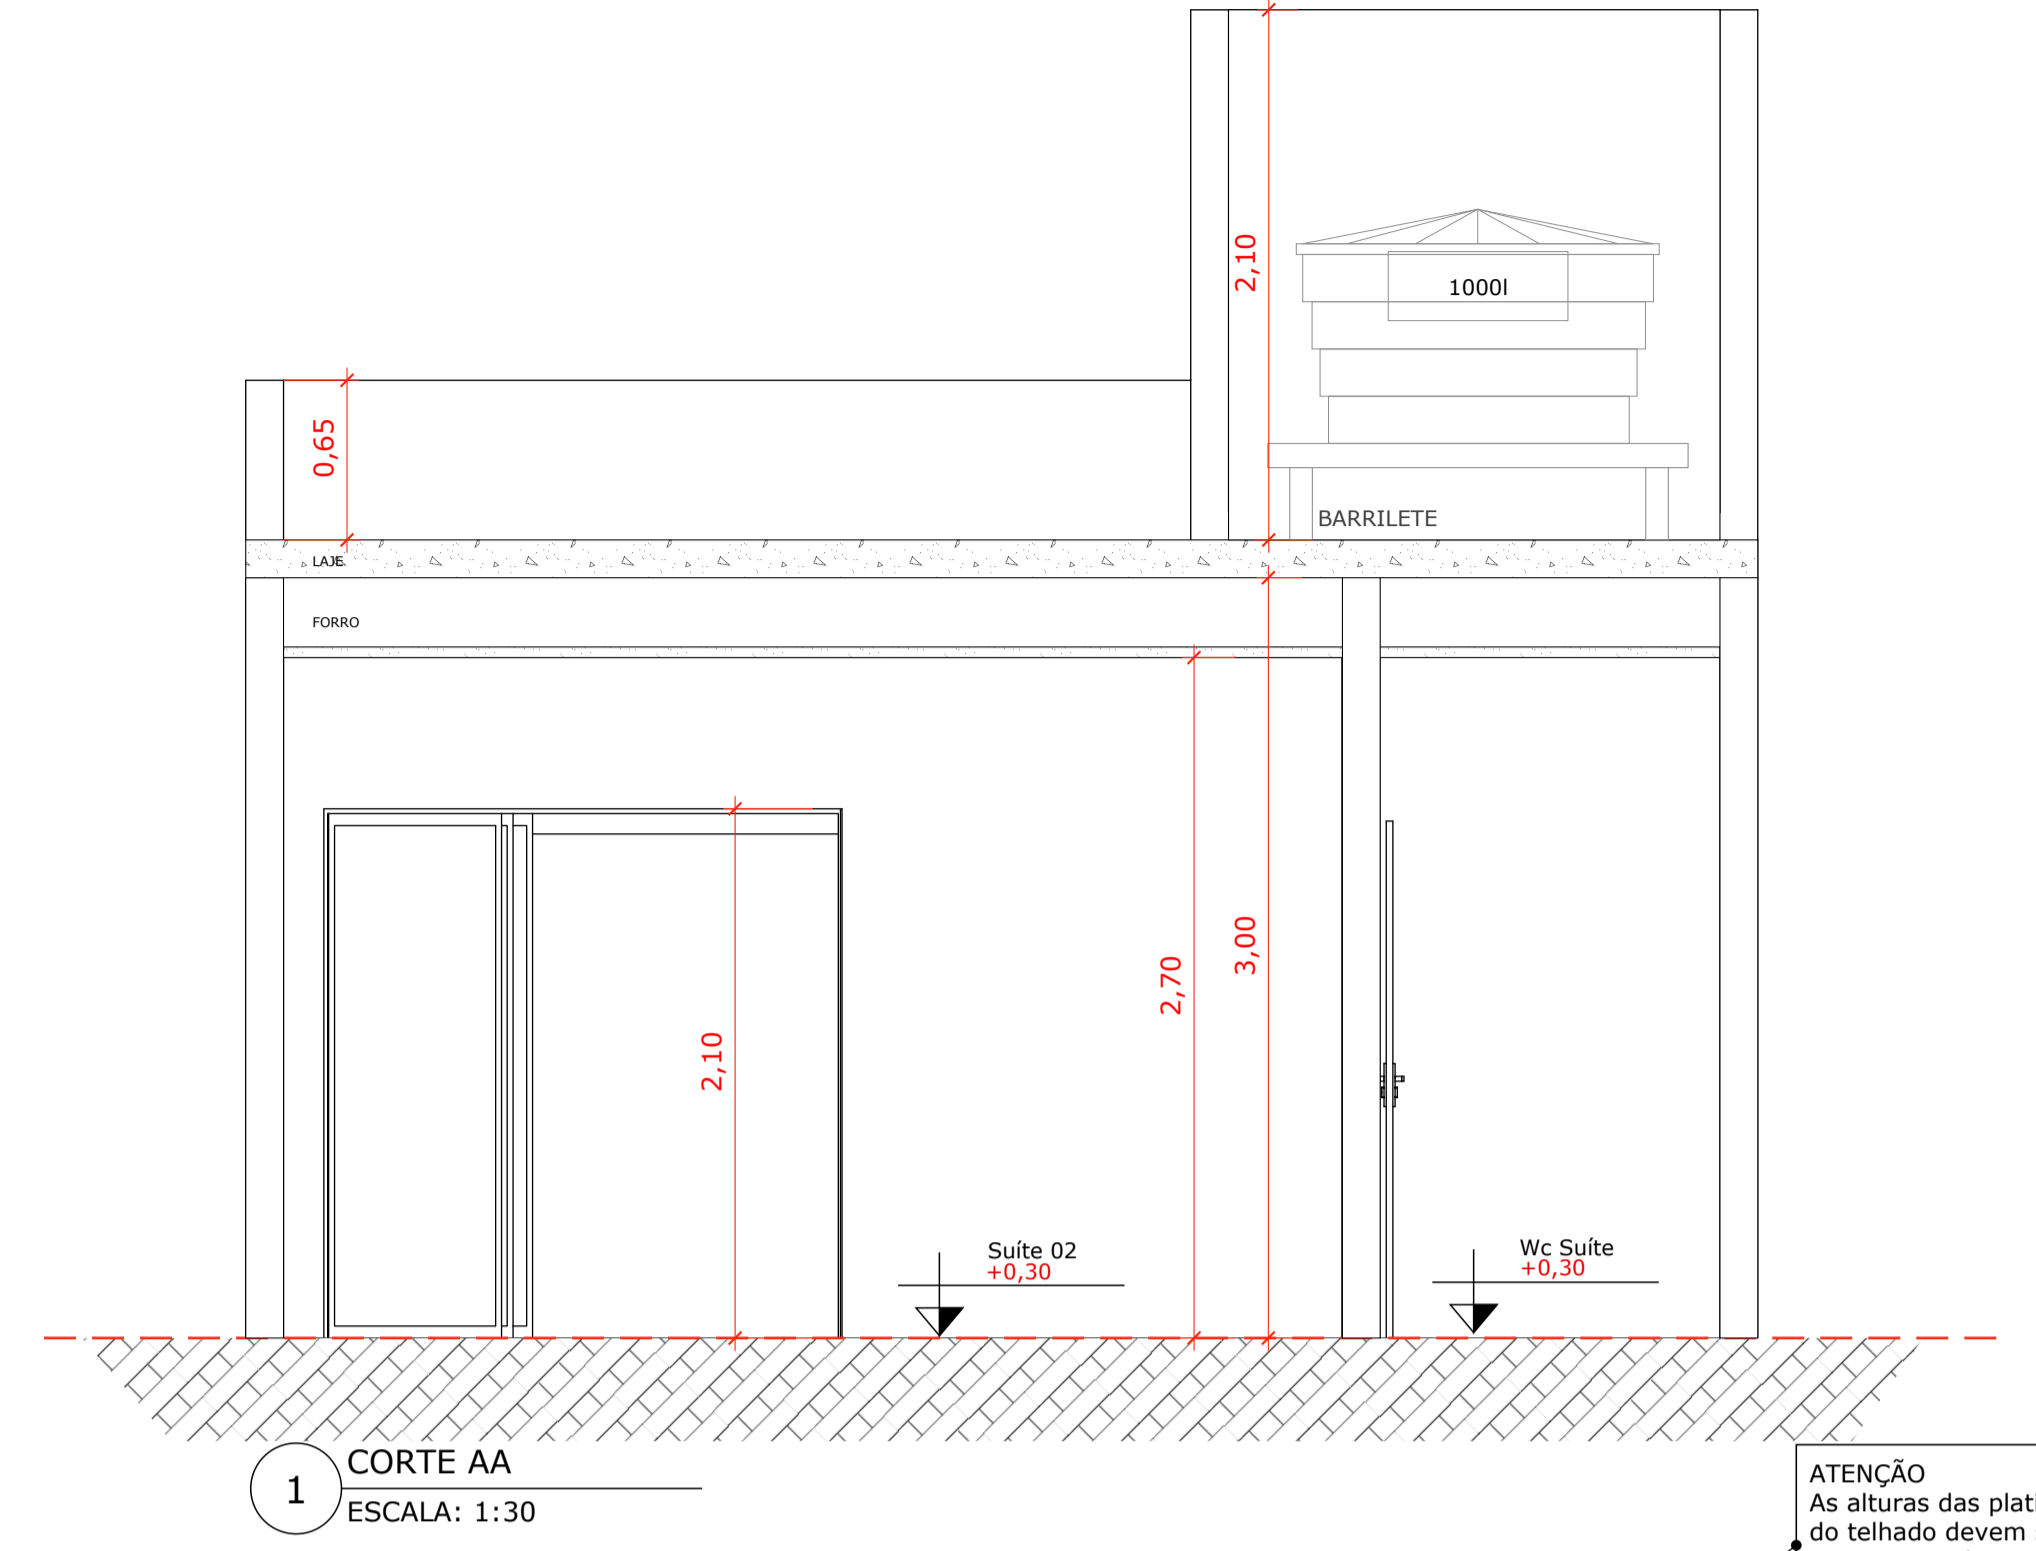 2,10
1000l
0,65
BARRILETE
LAJE
FORRO
3,00
2,70
2,10
Suíte 02
+0,30
Wc Suíte
+0,30
1
CORTE AA
ESCALA: 1:30
ATENÇÃO
As alturas das
do telhado devem